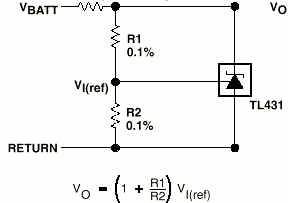 VBATT VO
R1
0.1%
VI(ref)
R2
0.1%
TL431
RETURN
VO = (1 + R1/R2) VI(ref)